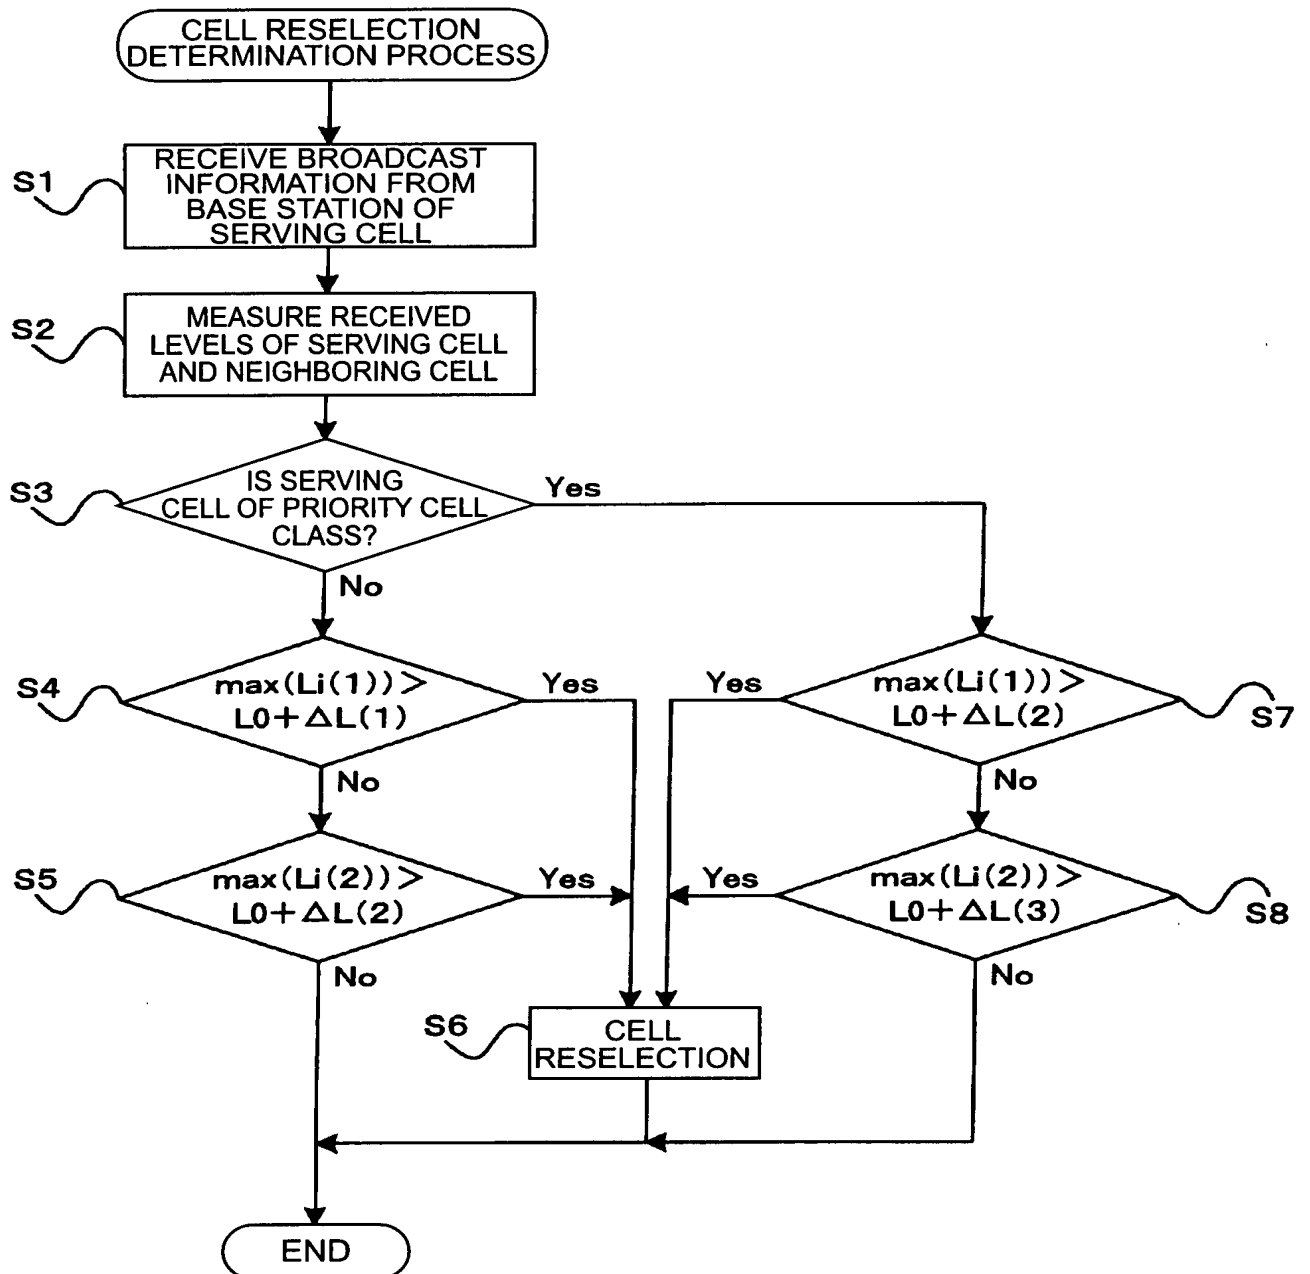 CELL RESELECTION
DETERMINATION PROCESS
S1
RECEIVE BROADCAST
INFORMATION FROM
BASE STATION OF
SERVING CELL
S2
MEASURE RECEIVED
LEVELS OF SERVING CELL
AND NEIGHBORING CELL
S3
IS SERVING
CELL OF PRIORITY CELL
CLASS?
Yes
No
S4
max(Li(1))>
L0+ΔL(1)
Yes
No
Yes
max(Li(1))>
L0+ΔL(2)
S7
No
S5
max(Li(2))>
L0+ΔL(2)
Yes
No
Yes
max(Li(2))>
L0+ΔL(3)
S8
No
S6
CELL
RESELECTION
END